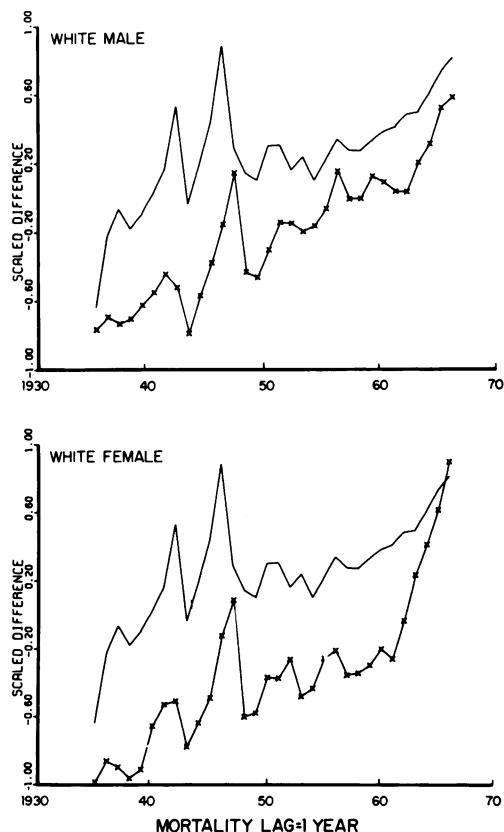 WHITE MALE
1.00
0.60
0.20
-0.20
-0.60
-1.00
SCALED DIFFERENCE
1930 40 50 60 70
WHITE FEMALE
1.00
0.60
0.20
-0.20
-0.60
-1.00
SCALED DIFFERENCE
1930 40 50 60 70
MORTALITY LAG=1 YEAR